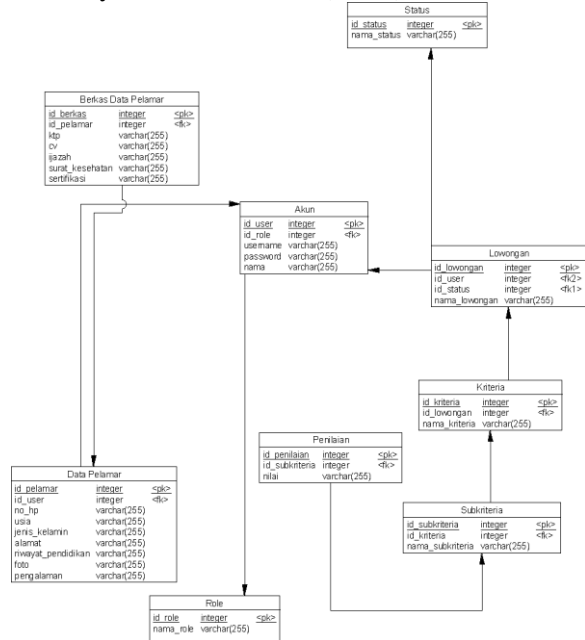 Status
id_status integer <pk>
nama_status varchar(255)
Berkas Data Pelamar
id_berkas integer <pk>
id_pelamar integer <fk>
ktp varchar(255)
cv varchar(255)
ijazah varchar(255)
surat_kesehatan varchar(255)
sertifikasi varchar(255)
Akun
id_user integer <pk>
id_role integer <fk>
username varchar(255)
password varchar(255)
nama varchar(255)
Lowongan
id_lowongan integer <pk>
id_user integer <fk2>
id_status integer <fk1>
nama_lowongan varchar(255)
Kriteria
id_kriteria integer <pk>
id_lowongan integer <fk>
nama_kriteria varchar(255)
Penilaian
id_penilaian integer <pk>
id_subkriteria integer <fk>
nilai varchar(255)
Data Pelamar
id_pelamar integer <pk>
id_user integer <fk>
no_hp varchar(255)
usia varchar(255)
jenis_kelamin varchar(255)
alamat varchar(255)
riwayat_pendidikan varchar(255)
foto varchar(255)
pengalaman varchar(255)
Subkriteria
id_subkriteria integer <pk>
id_kriteria integer <fk>
nama_subkriteria varchar(255)
Role
id_role integer <pk>
nama_role varchar(255)